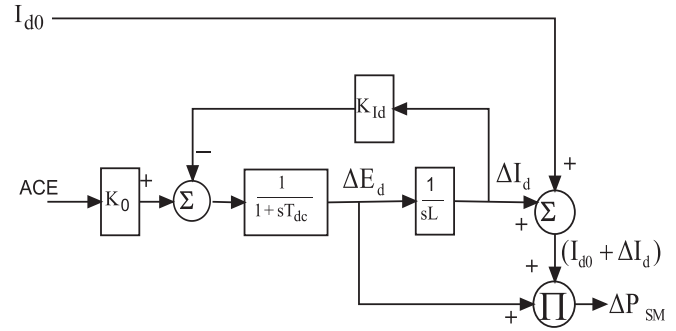 I_d0
K_Id
−
+
ΔE_d
ΔI_d
+
ACE
K_0
+
Σ
1
1+sT_dc
1
sL
Σ
+
(I_d0 + ΔI_d)
+
∏
ΔP_SM
+